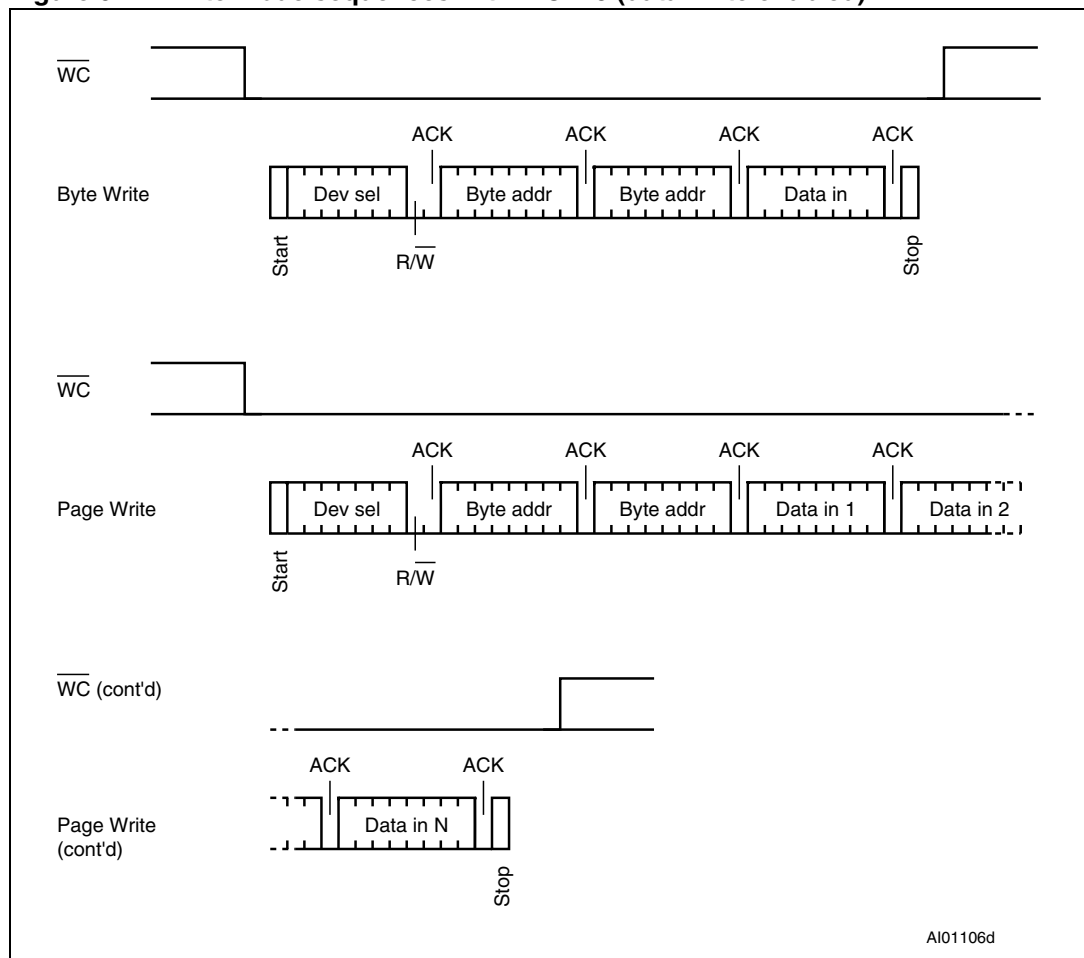 WC
ACK ACK ACK ACK
Byte Write
Dev sel Byte addr Byte addr Data in
Start R/W Stop
WC
ACK ACK ACK ACK
Page Write
Dev sel Byte addr Byte addr Data in 1 Data in 2
Start R/W
WC (cont'd)
ACK ACK
Page Write
(cont'd)
Data in N
Stop
AI01106d